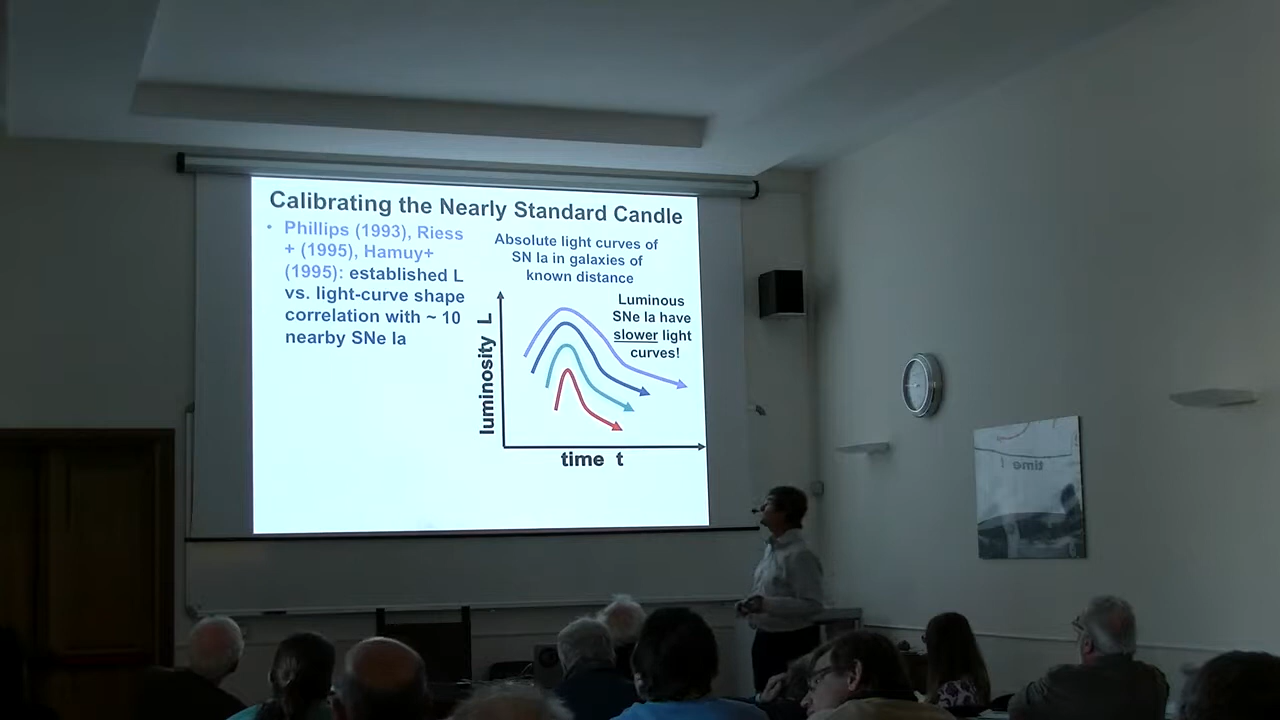 Calibrating the Nearly Standard Candle
• Phillips (1993), Riess
+ (1995), Hamuy+
(1995): established L
vs. light-curve shape
correlation with ~ 10
nearby SNe Ia
Absolute light curves of
SN Ia in galaxies of
known distance
Luminous
SNe Ia have
slower light
curves!
luminosity L
time t
time t